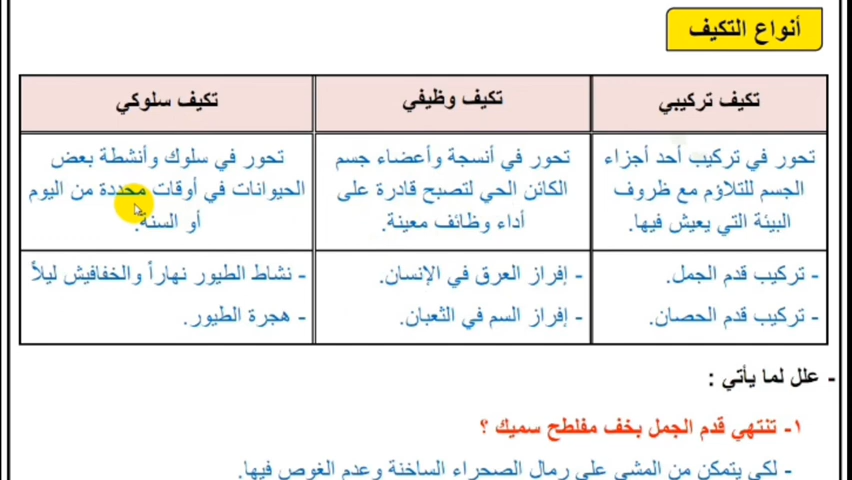 أنواع التكيف
تكيف تركيبي
تكيف وظيفي
تكيف سلوكي
تحور في تركيب أحد أجزاء
الجسم للتلاؤم مع ظروف
البيئة التي يعيش فيها.
تحور في أنسجة وأعضاء جسم
الكائن الحي لتصبح قادرة على
أداء وظائف معينة.
تحور في سلوك وأنشطة بعض
الحيوانات في أوقات محددة من اليوم
أو السنة.
- تركيب قدم الجمل.
- تركيب قدم الحصان.
- إفراز العرق في الإنسان.
- إفراز السم في الثعبان.
- نشاط الطيور نهاراً والخفافيش ليلاً
- هجرة الطيور.
- علل لما يأتي :
١- تنتهي قدم الجمل بخف مفلطح سميك ؟
- لكي يتمكن من المشي على رمال الصحراء الساخنة وعدم الغوص فيها.